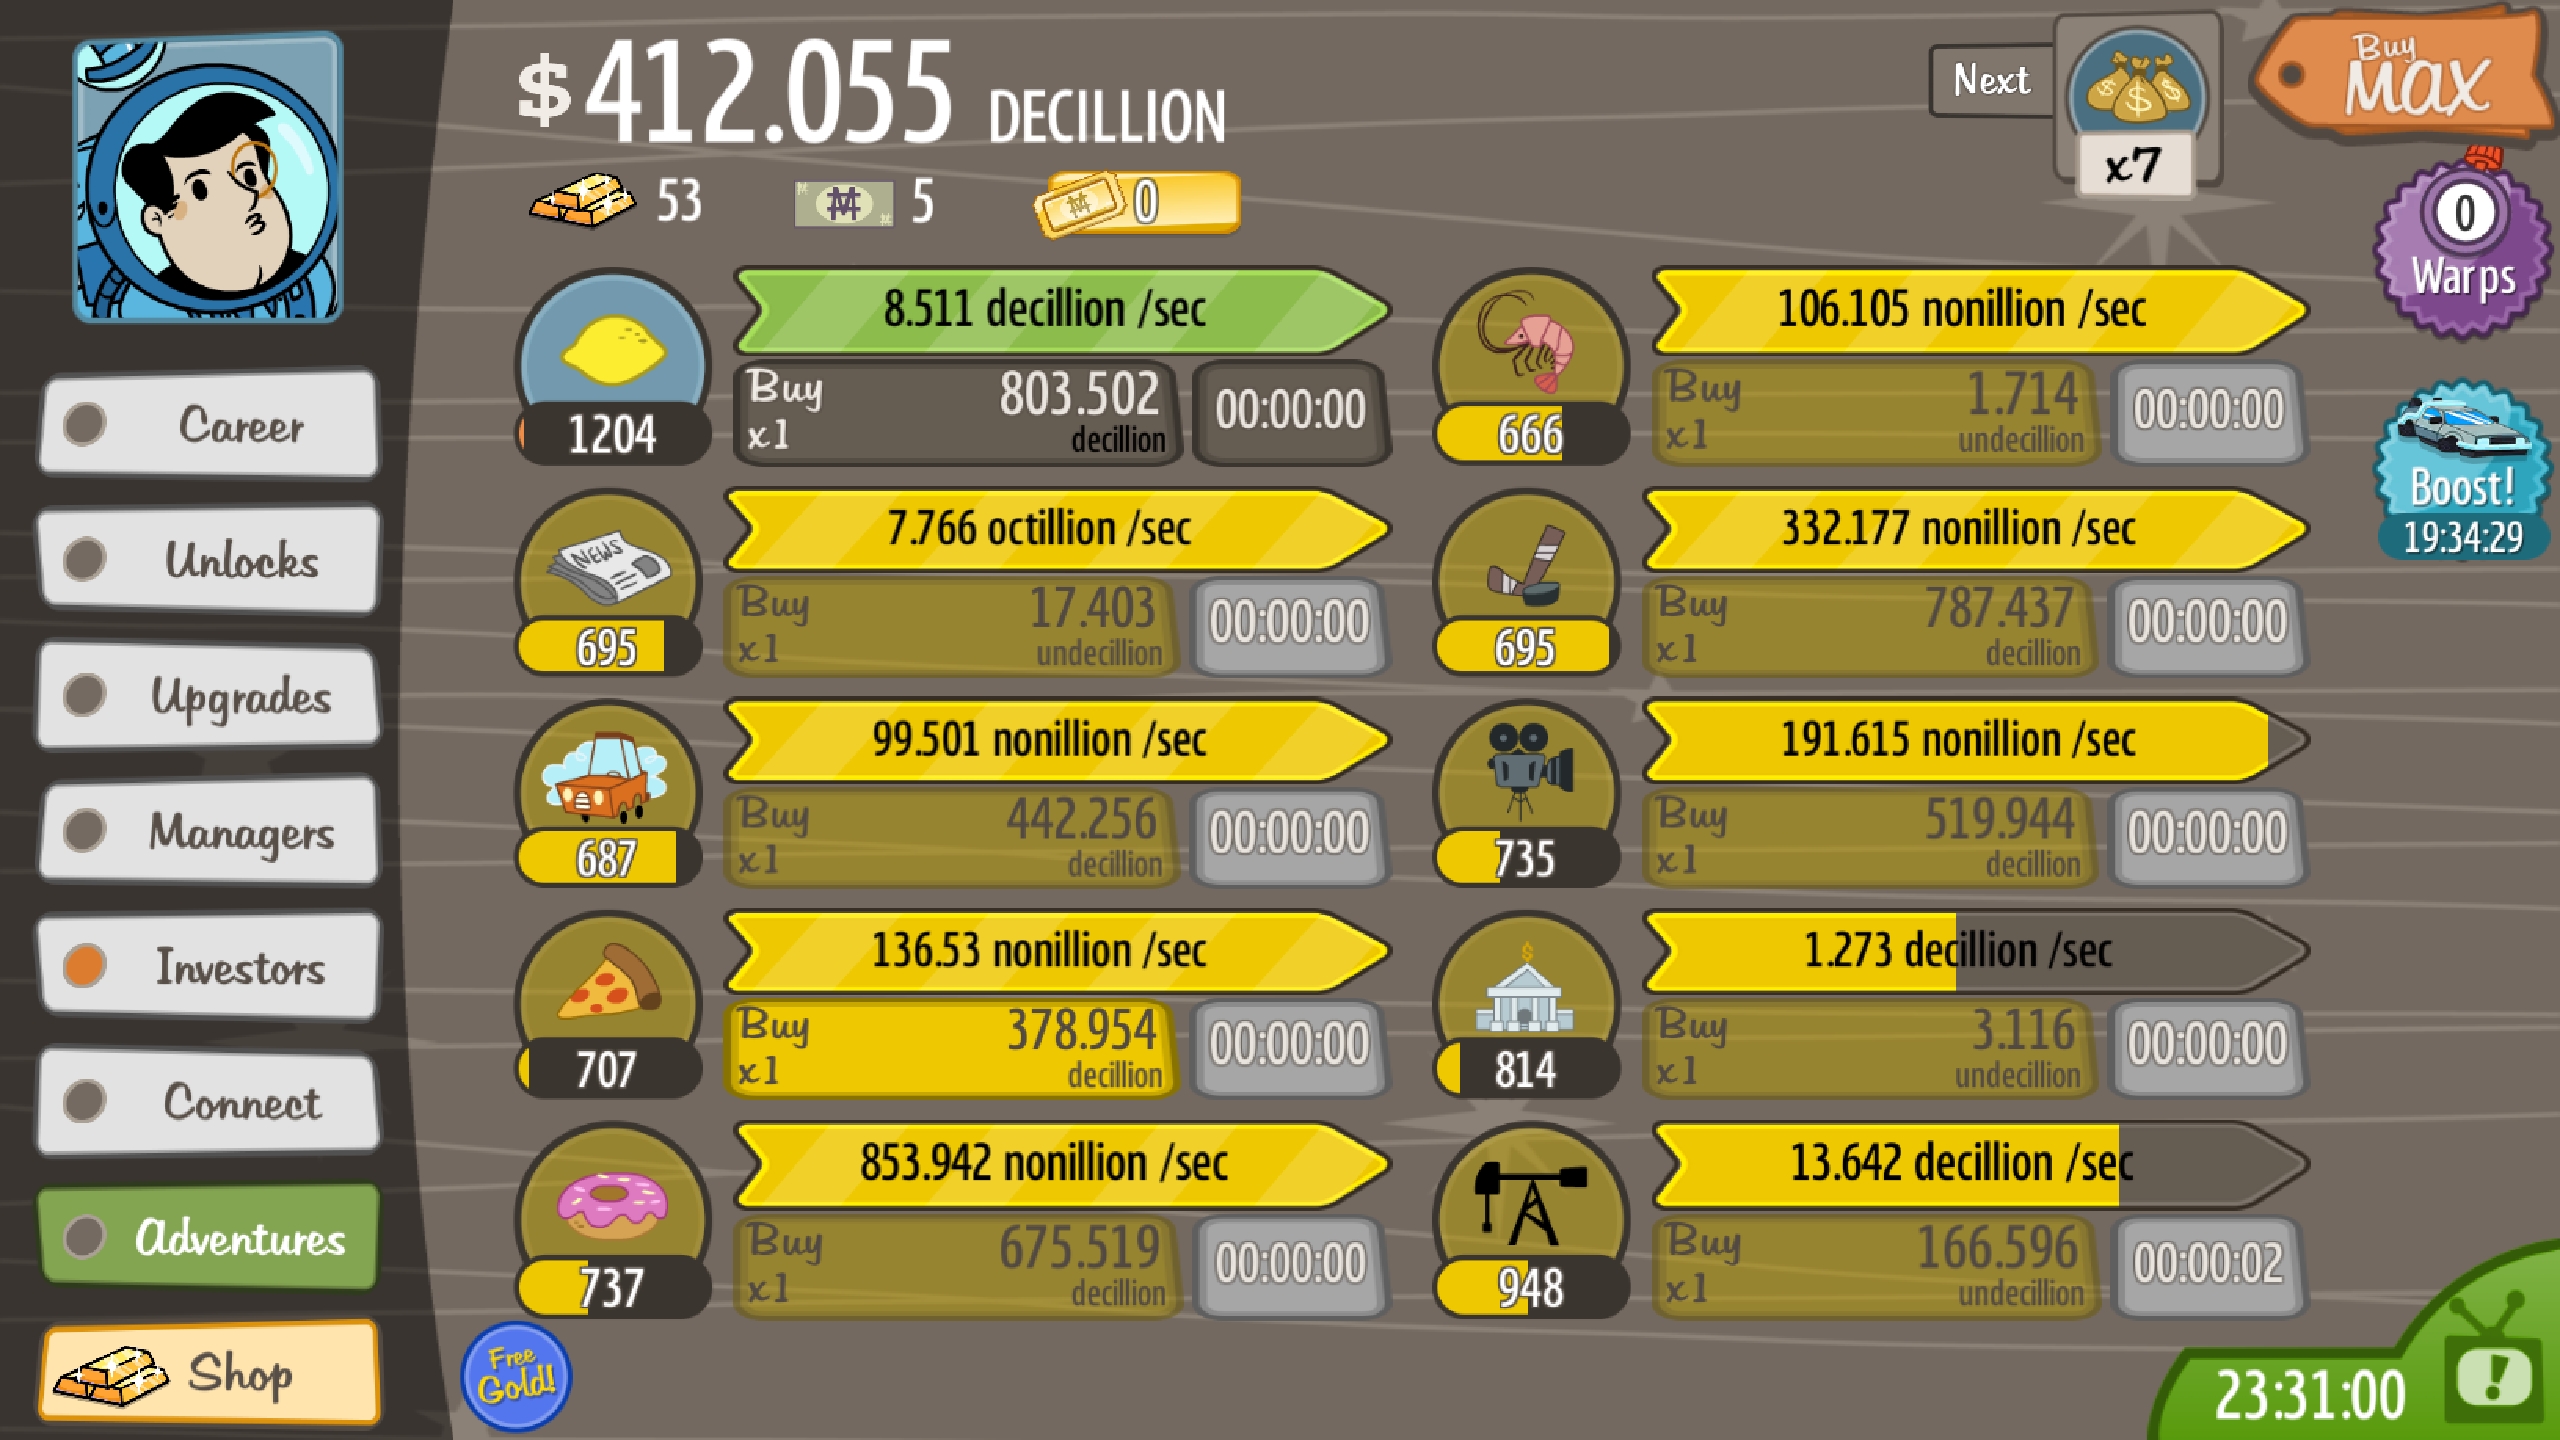 $412.055 DECILLION
Next
x7
Buy
MAX
53
5
0
0
Warps
Boost!
19:34:29
Career
Unlocks
Upgrades
Managers
Investors
Connect
Adventures
Shop
8.511 decillion /sec
1204
Buy
x1
803.502
decillion
00:00:00
NEWS
7.766 octillion /sec
695
Buy
x1
17.403
undecillion
00:00:00
99.501 nonillion /sec
687
Buy
x1
442.256
decillion
00:00:00
136.53 nonillion /sec
707
Buy
x1
378.954
decillion
00:00:00
853.942 nonillion /sec
737
Buy
x1
675.519
decillion
00:00:00
106.105 nonillion /sec
666
Buy
x1
1.714
undecillion
00:00:00
332.177 nonillion /sec
695
Buy
x1
787.437
decillion
00:00:00
191.615 nonillion /sec
735
Buy
x1
519.944
decillion
00:00:00
1.273 decillion /sec
814
Buy
x1
3.116
undecillion
00:00:00
13.642 decillion /sec
948
Buy
x1
166.596
undecillion
00:00:02
Free
Gold!
23:31:00
!